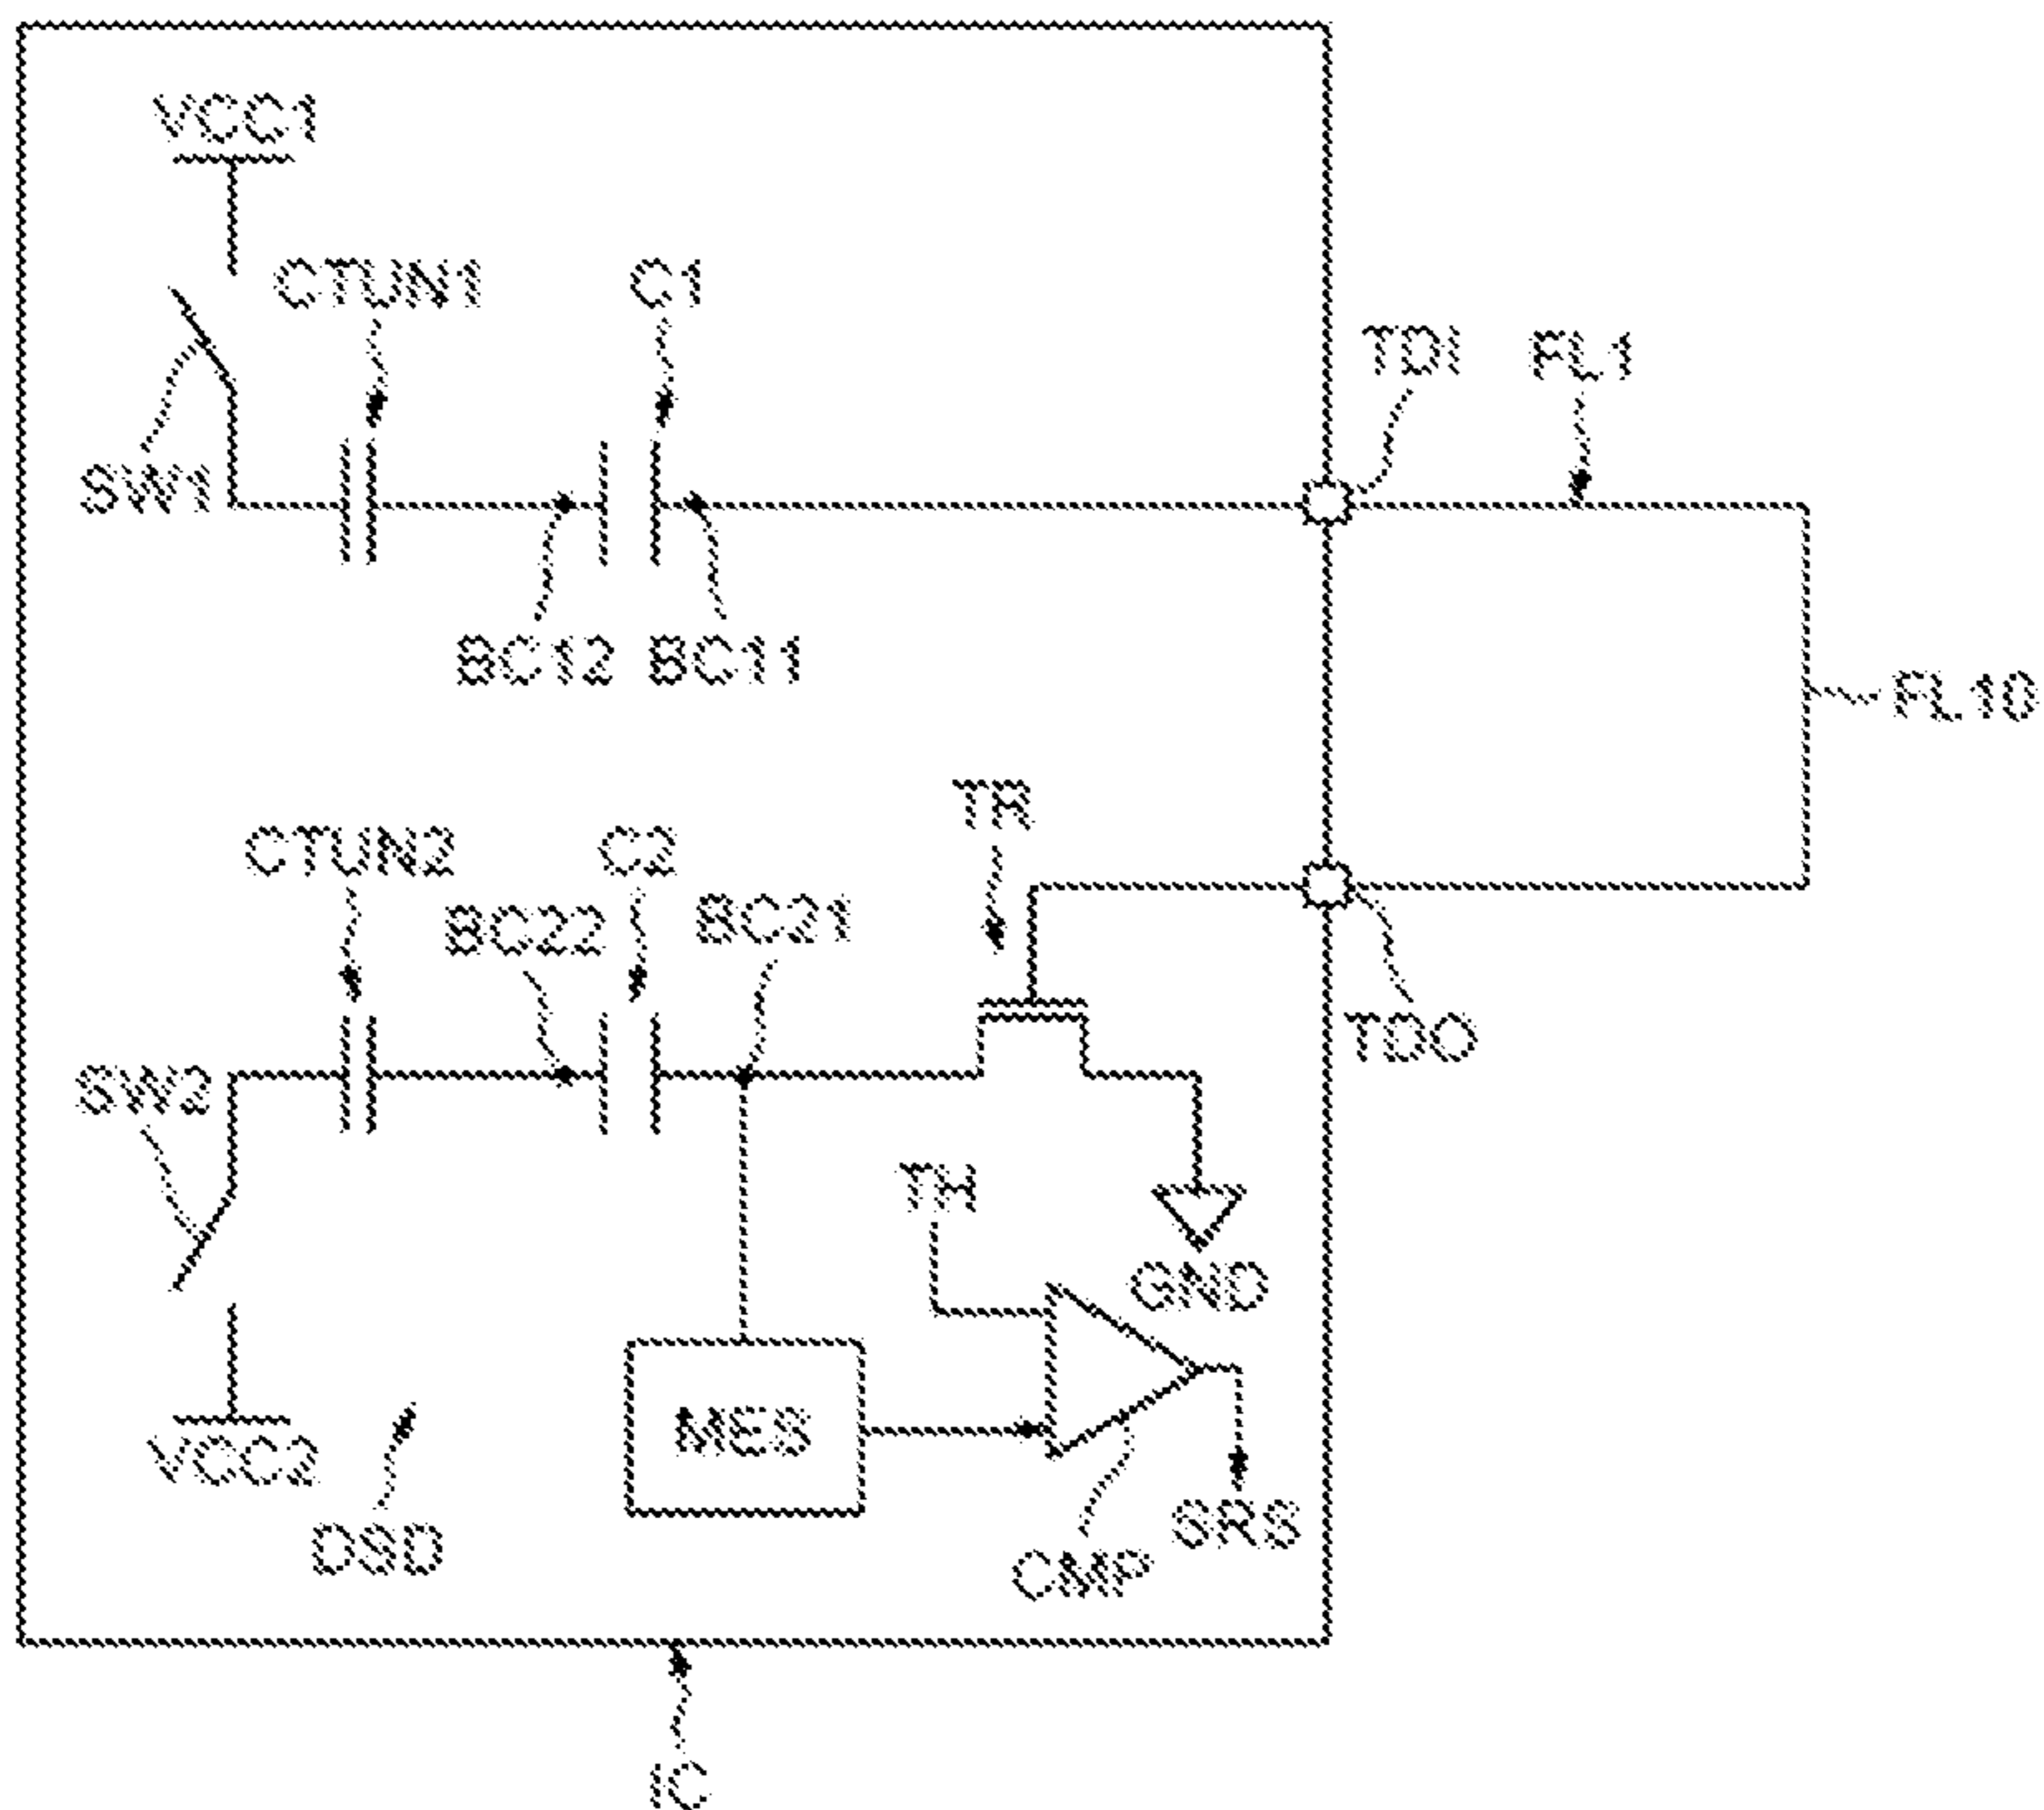 VCC1
CTUN1
C1
TDI
FL1
SW1
BC12
BC11
FL10
TR
CTUN2
C2
BC22
BC21
TDO
SW2
TH
GND
VCC2
MES
DSD
SRS
CMP
IC